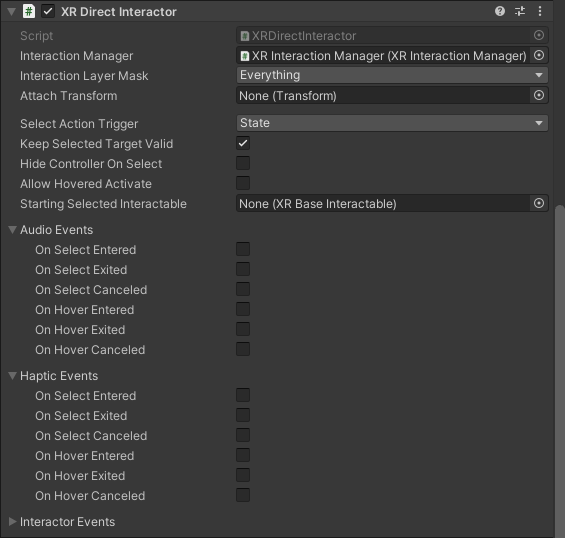 XR Direct Interactor
Script XRDirectInteractor
Interaction Manager XR Interaction Manager (XR Interaction Manager)
Interaction Layer Mask Everything
Attach Transform None (Transform)
Select Action Trigger State
Keep Selected Target Valid
Hide Controller On Select
Allow Hovered Activate
Starting Selected Interactable None (XR Base Interactable)
Audio Events
On Select Entered
On Select Exited
On Select Canceled
On Hover Entered
On Hover Exited
On Hover Canceled
Haptic Events
On Select Entered
On Select Exited
On Select Canceled
On Hover Entered
On Hover Exited
On Hover Canceled
Interactor Events